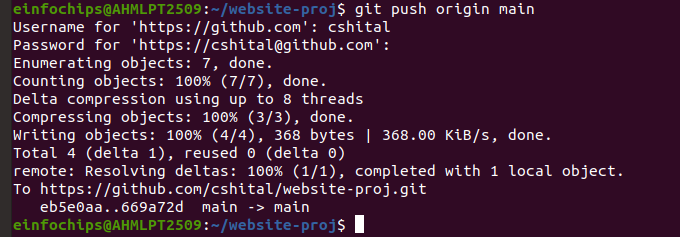 einfochips@AHMLPT2509:~/website-proj$ git push origin main
Username for 'https://github.com': cshital
Password for 'https://cshital@github.com':
Enumerating objects: 7, done.
Counting objects: 100% (7/7), done.
Delta compression using up to 8 threads
Compressing objects: 100% (3/3), done.
Writing objects: 100% (4/4), 368 bytes | 368.00 KiB/s, done.
Total 4 (delta 1), reused 0 (delta 0)
remote: Resolving deltas: 100% (1/1), completed with 1 local object.
To https://github.com/cshital/website-proj.git
   eb5e0aa..669a72d  main -> main
einfochips@AHMLPT2509:~/website-proj$